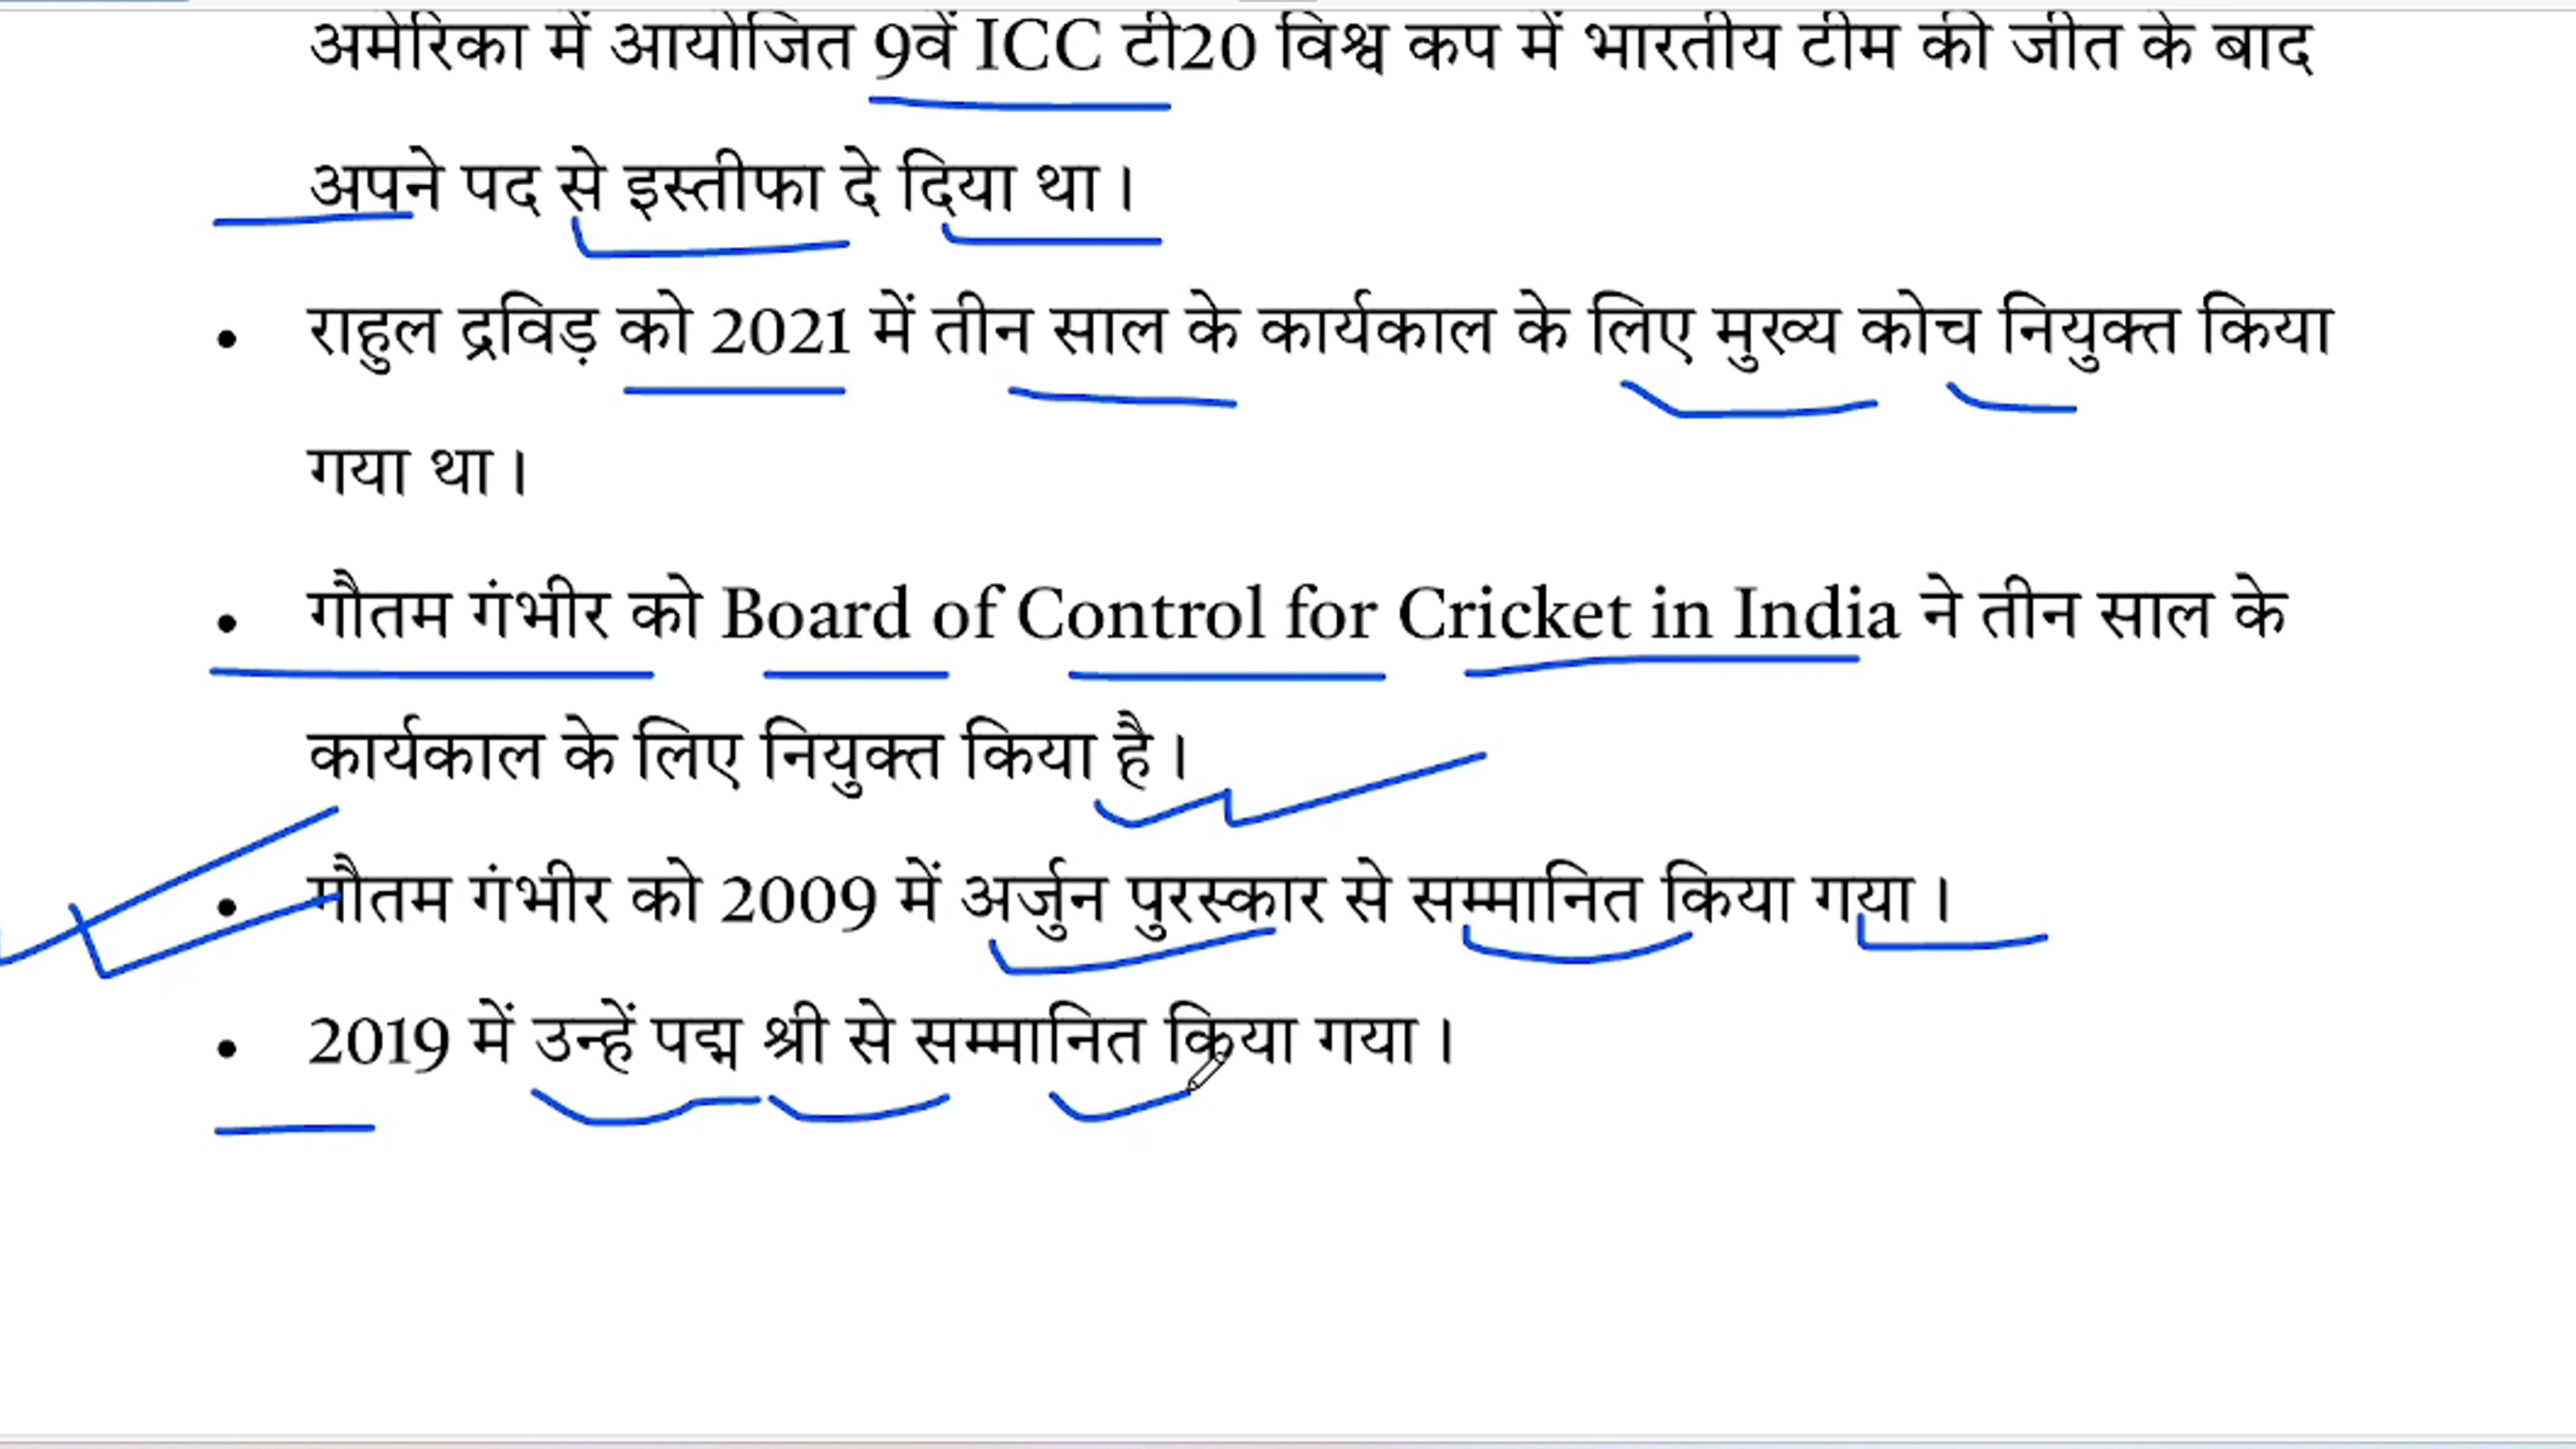 अमेरिका में आयोजित 9वें ICC टी20 विश्व कप में भारतीय टीम की जीत के बाद
अपने पद से इस्तीफा दे दिया था।
• राहुल द्रविड़ को 2021 में तीन साल के कार्यकाल के लिए मुख्य कोच नियुक्त किया
गया था।
• गौतम गंभीर को Board of Control for Cricket in India ने तीन साल के
कार्यकाल के लिए नियुक्त किया है।
• गौतम गंभीर को 2009 में अर्जुन पुरस्कार से सम्मानित किया गया।
• 2019 में उन्हें पद्म श्री से सम्मानित किया गया।